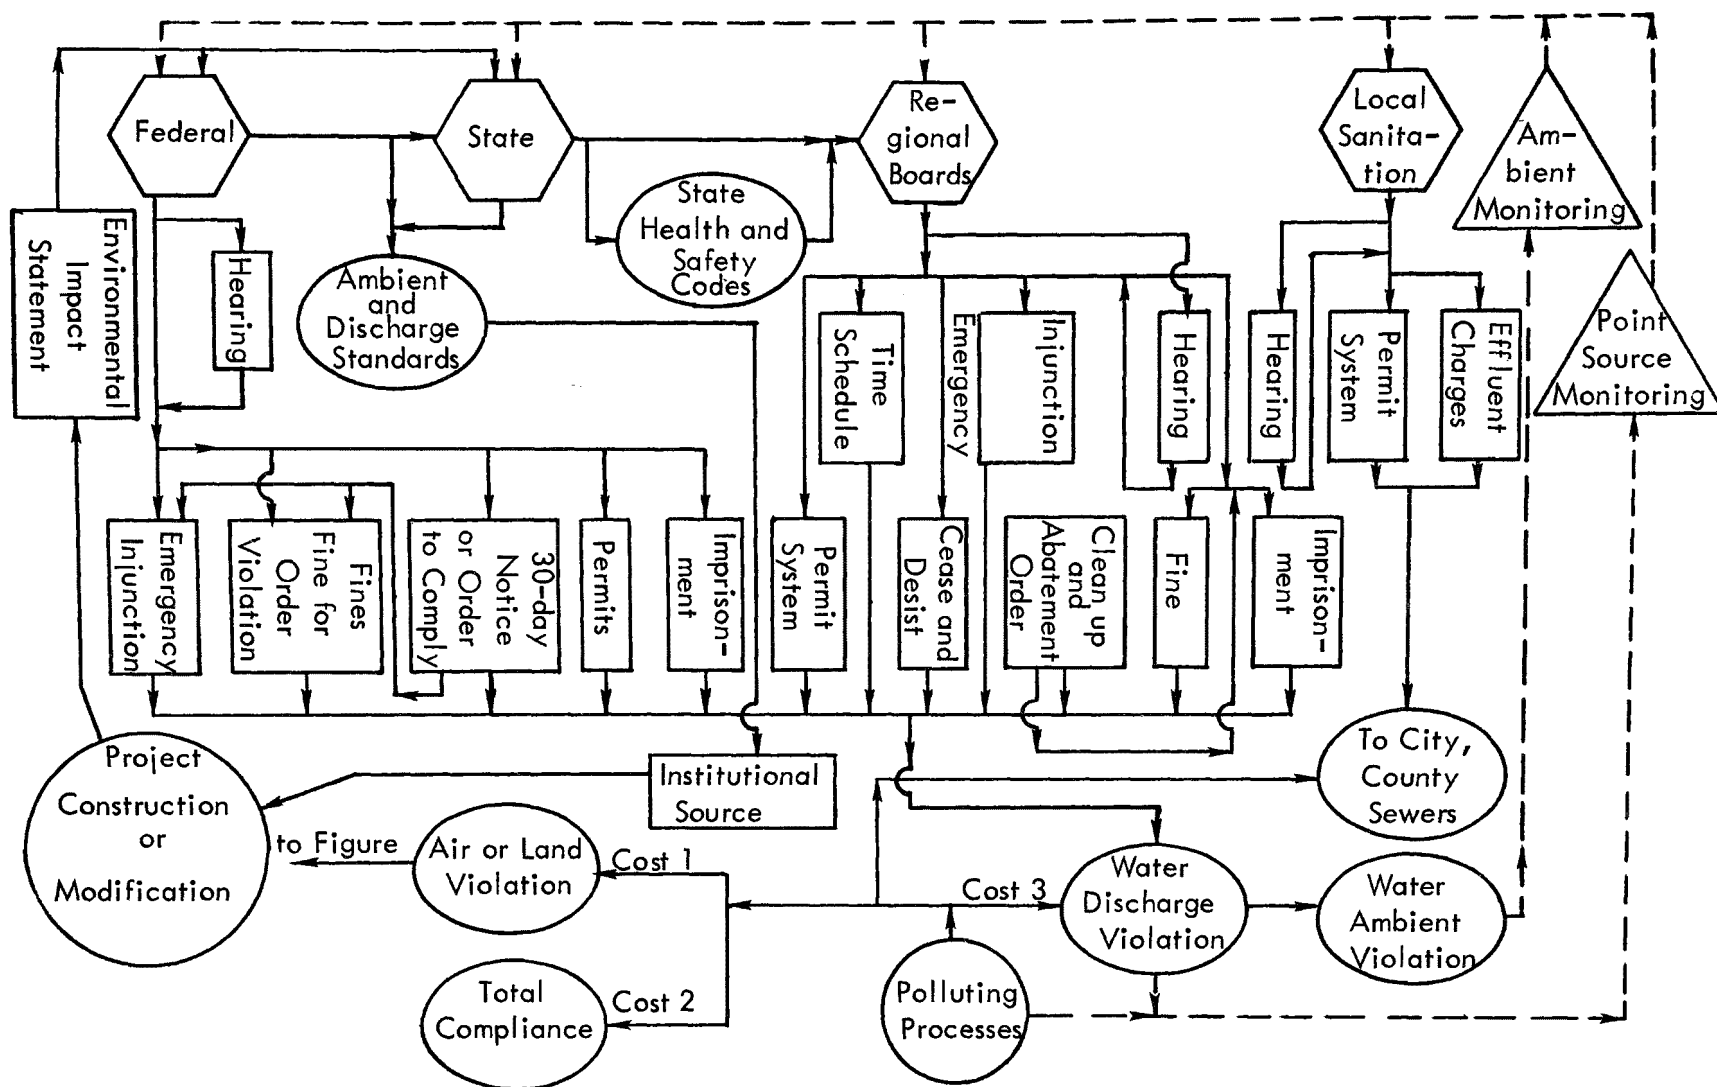 Federal
State
Re-
gional
Boards
Local
Sanita-
tion
Am-
bient
Monitoring
Environmental
Impact
Statement
Hearing
Ambient
and
Discharge
Standards
State
Health and
Safety
Codes
Time
Schedule
Emergency
Injunction
Hearing
Hearing
Permit
System
Effluent
Charges
Point
Source
Monitoring
Emergency
Injunction
Fines
Fine for
Order
Violation
30-day
Notice
or Order
to Comply
Permits
Imprison-
ment
Permit
System
Cease and
Desist
Clean up
and
Abatement
Order
Fine
Imprison-
ment
Project
Construction
or
Modification
Institutional
Source
To City,
County
Sewers
to Figure
Air or Land
Violation
Cost 1
Cost 3
Water
Discharge
Violation
Water
Ambient
Violation
Total
Compliance
Cost 2
Polluting
Processes